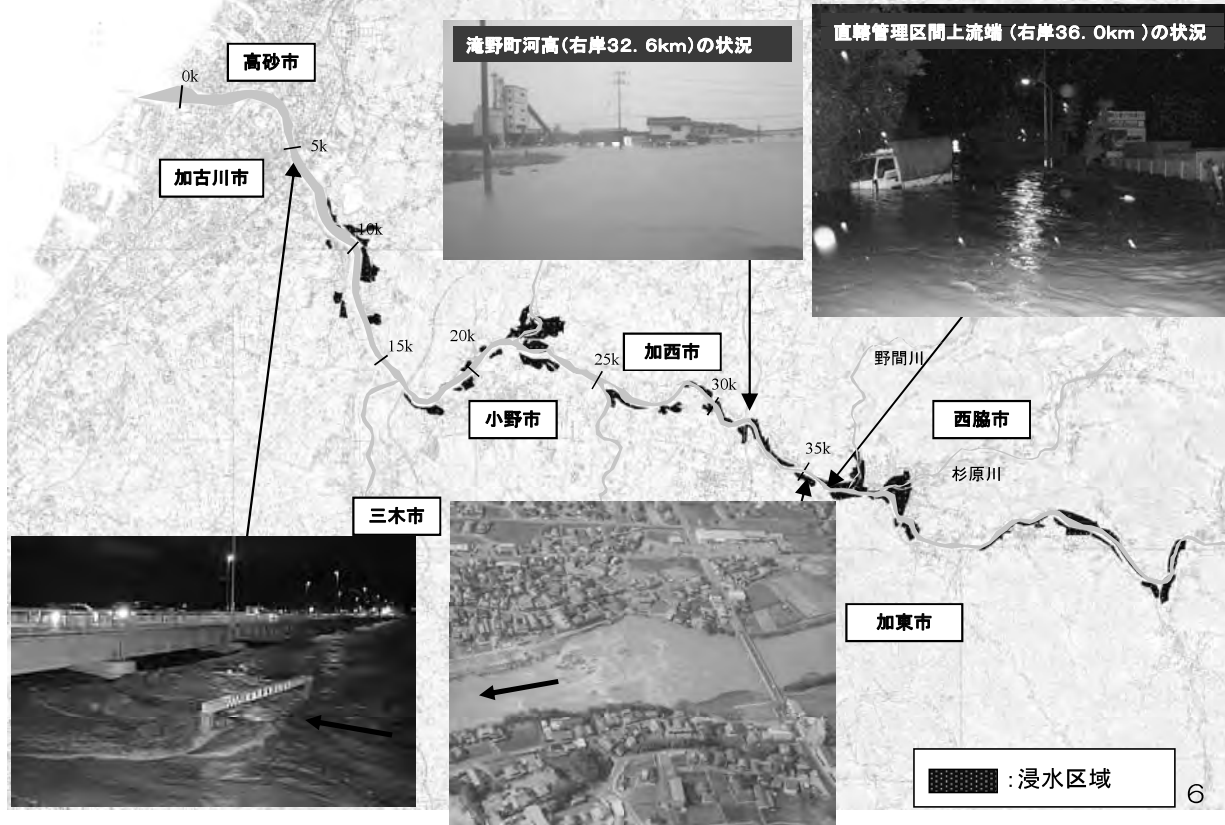 滝野町河高(右岸32.6km)の状況
直轄管理区間上流端(右岸36.0km)の状況
高砂市
0k
5k
加古川市
10k
15k
20k
25k
加西市
30k
野間川
小野市
西脇市
35k
杉原川
三木市
加東市
:浸水区域
6